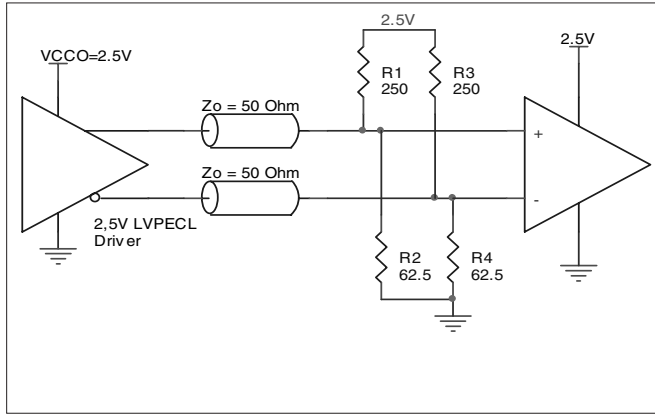 2.5V
VCCO=2.5V
2.5V
R1
250
R3
250
Zo = 50 Ohm
+
Zo = 50 Ohm
-
2,5V LVPECL
Driver
R2
62.5
R4
62.5